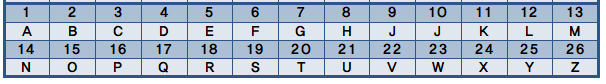 1 2 3 4 5 6 7 8 9 10 11 12 13
A B C D E F G H J J K L M
14 15 16 17 18 19 20 21 22 23 24 25 26
N O P Q R S T U V W X Y Z